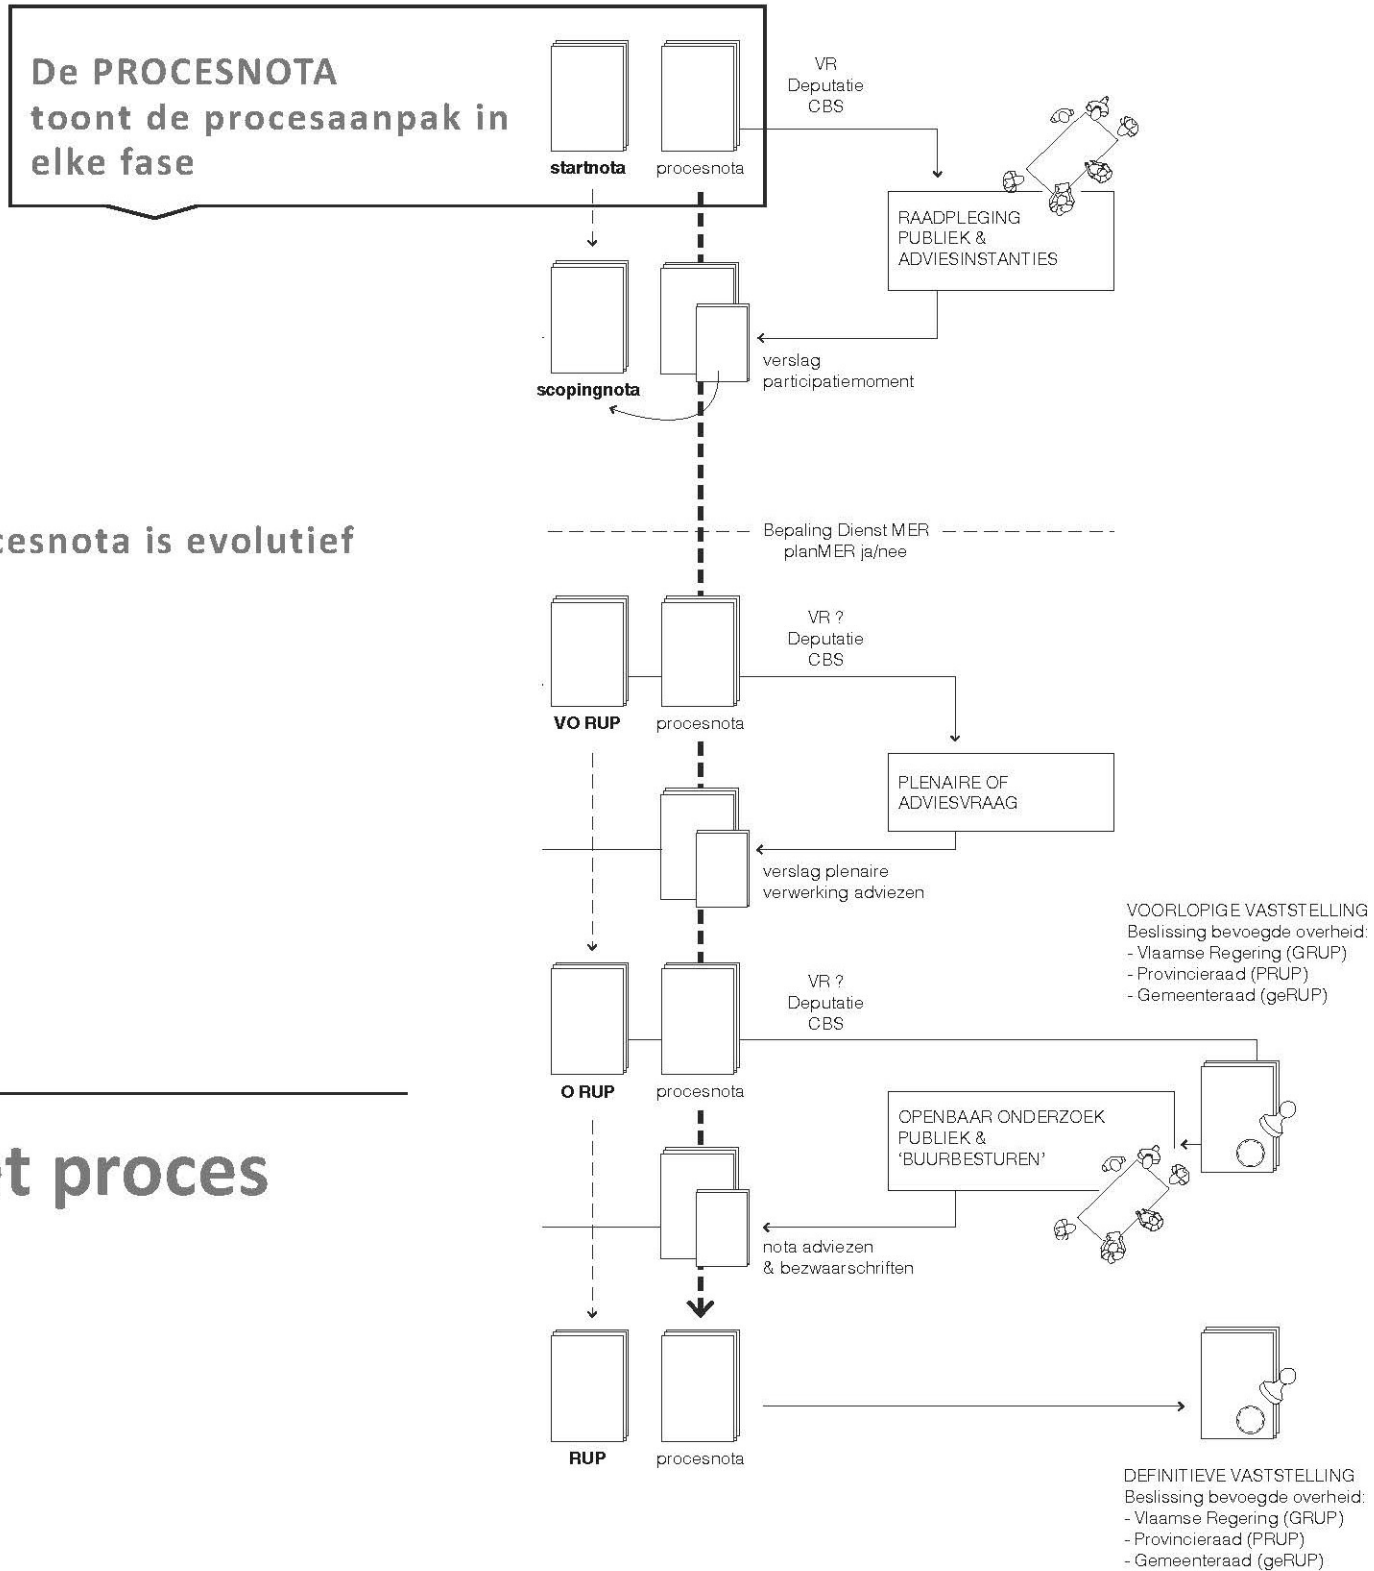 De PROCESNOTA
toont de procesaanpak in
elke fase
startnota
procesnota
VR
Deputatie
CBS
RAADPLEGING
PUBLIEK &
ADVIESINSTANTIES
scopingnota
verslag
participatiemoment
cesnota is evolutief
Bepaling Dienst MER
planMER ja/nee
VO RUP
procesnota
VR ?
Deputatie
CBS
PLENAIRE OF
ADVIESVRAAG
verslag plenaire
verwerking adviezen
VOORLOPIGE VASTSTELLING
Beslissing bevoegde overheid:
- Vlaamse Regering (GRUP)
- Provincieraad (PRUP)
- Gemeenteraad (geRUP)
O RUP
procesnota
VR ?
Deputatie
CBS
OPENBAAR ONDERZOEK
PUBLIEK &
‘BUURBESTUREN’
et proces
nota adviezen
& bezwaarschriften
RUP
procesnota
DEFINITIEVE VASTSTELLING
Beslissing bevoegde overheid:
- Vlaamse Regering (GRUP)
- Provincieraad (PRUP)
- Gemeenteraad (geRUP)